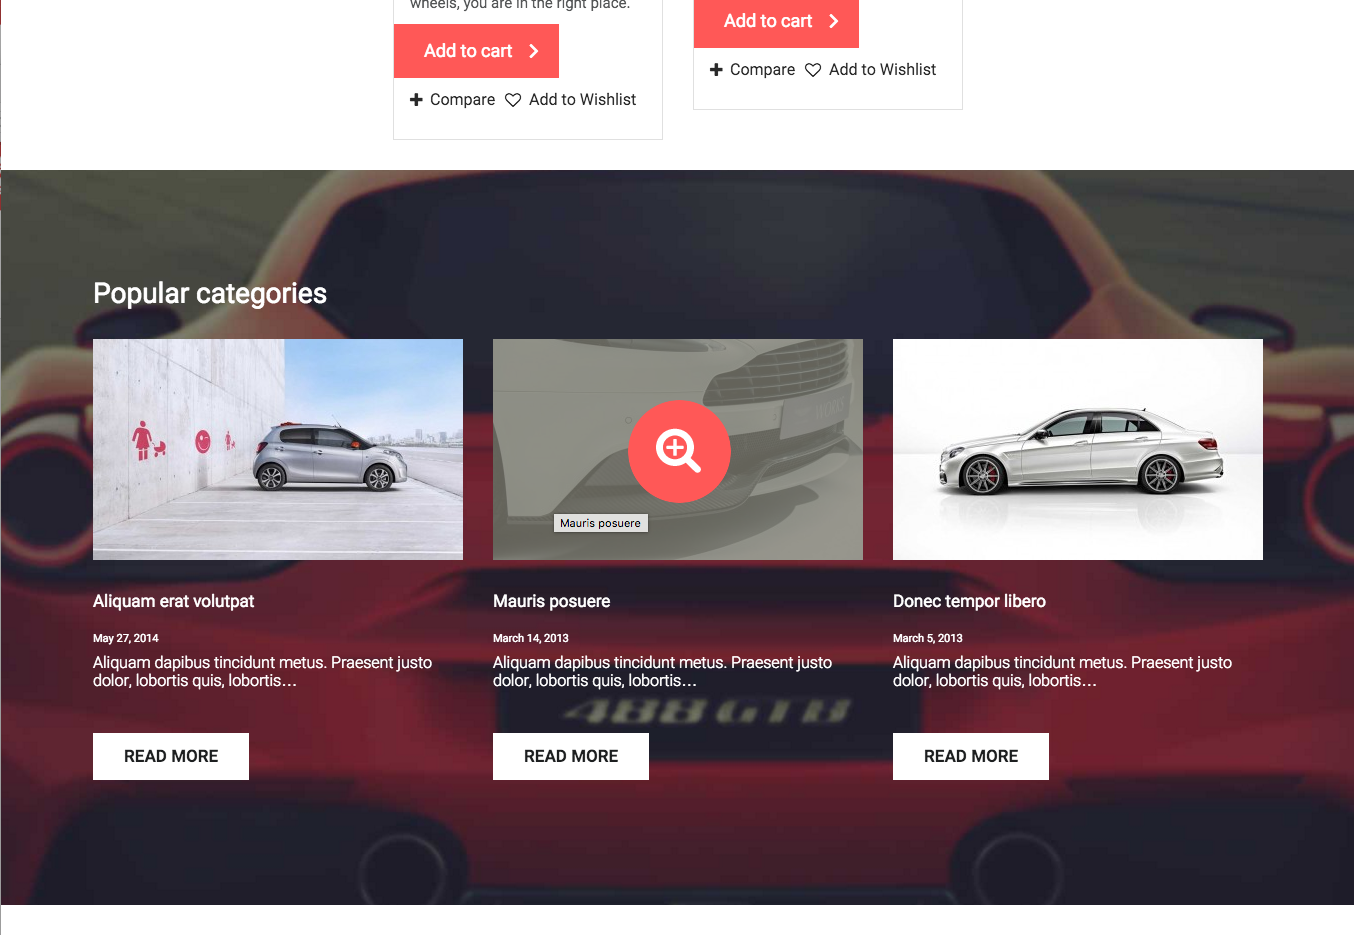 wheels, you are in the right place.
Add to cart
Compare Add to Wishlist
Add to cart
Compare Add to Wishlist
Popular categories
Mauris posuere
Aliquam erat volutpat
May 27, 2014
Aliquam dapibus tincidunt metus. Praesent justo
dolor, lobortis quis, lobortis…
READ MORE
Mauris posuere
March 14, 2013
Aliquam dapibus tincidunt metus. Praesent justo
dolor, lobortis quis, lobortis…
READ MORE
Donec tempor libero
March 5, 2013
Aliquam dapibus tincidunt metus. Praesent justo
dolor, lobortis quis, lobortis…
READ MORE
488 GTB